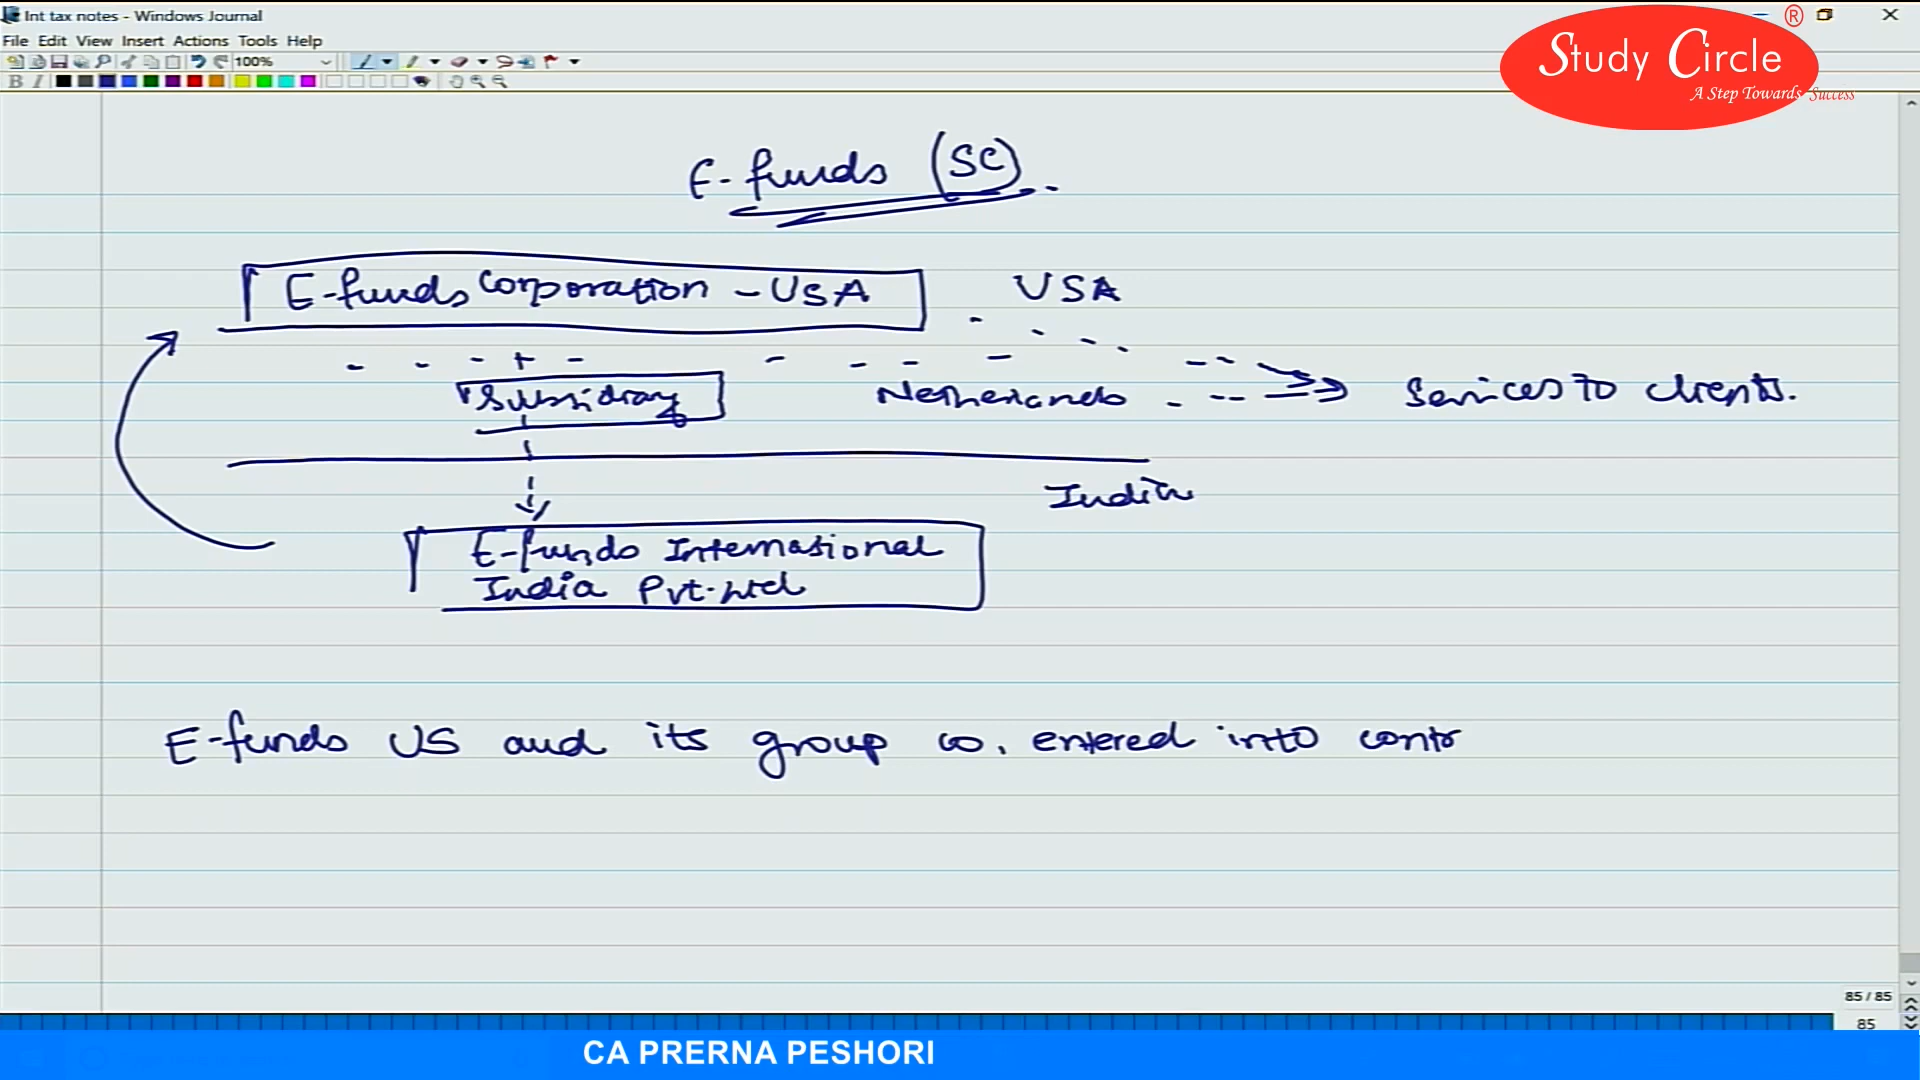 Int tax notes - Windows Journal
File Edit View Insert Actions Tools Help
100%
B I
Study Circle ®
A Step Towards Success
E-funds (SC)
E-funds Corporation - USA USA
Subsidiary Netherlands Services to clients.
India
E-funds International
India Pvt. Ltd
E-funds US and its group co. entered into contr
85 / 85
85
CA PRERNA PESHORI